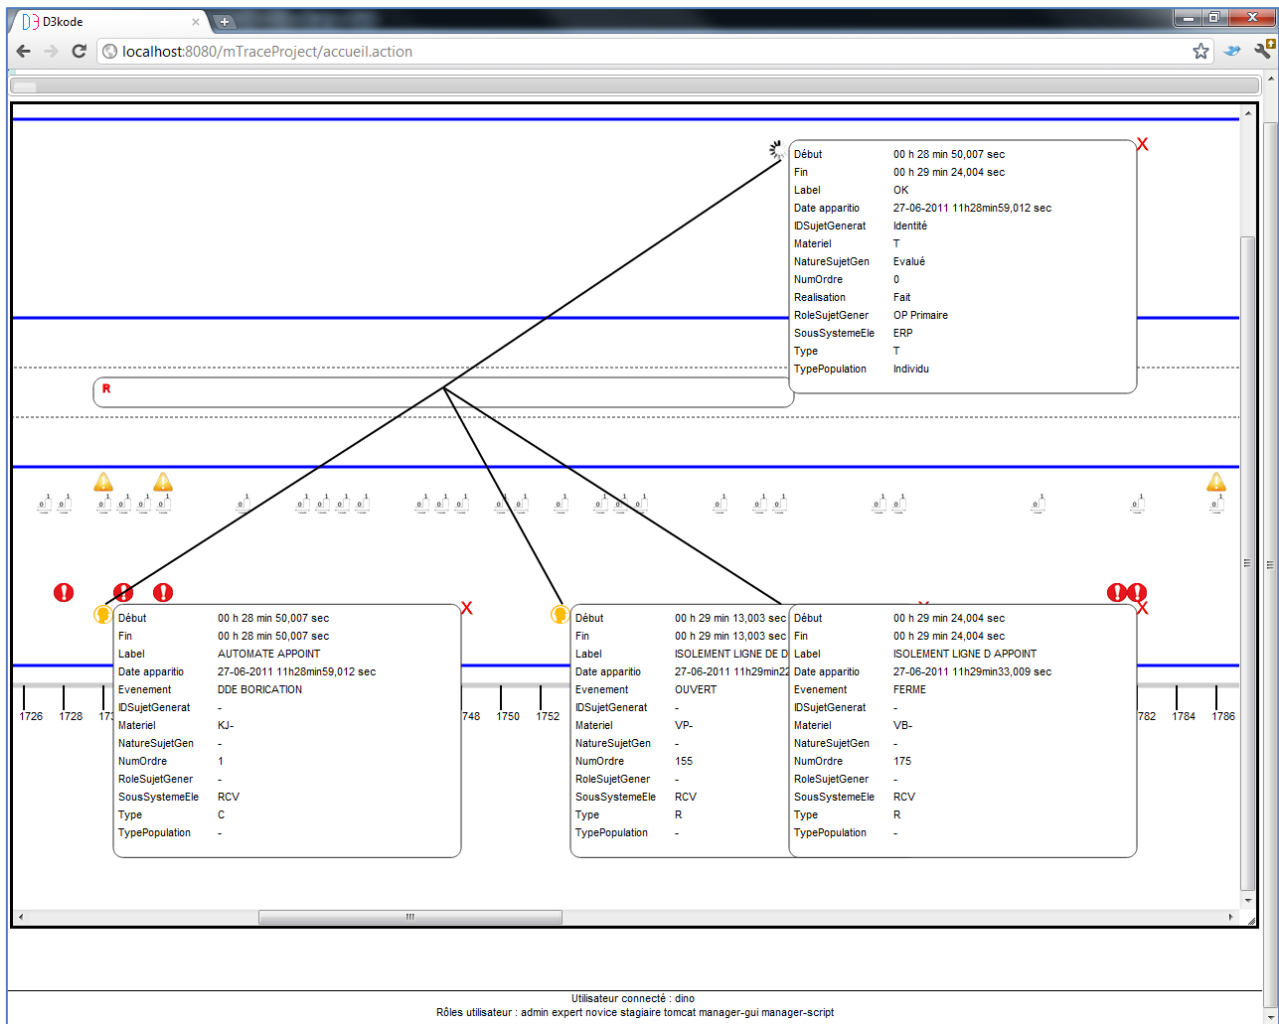 D3kode
localhost:8080/mTraceProject/accueil.action
Début 00 h 28 min 50,007 sec
Fin 00 h 29 min 24,004 sec
Label OK
Date apparitio 27-06-2011 11h28min59,012 sec
IDSujetGenerat Identité
Materiel T
NatureSujetGen Evalué
NumOrdre 0
Realisation Fait
RoleSujetGener OP Primaire
SousSystemeEle ERP
Type T
TypePopulation Individu
X
R
X
Début 00 h 28 min 50,007 sec
Fin 00 h 28 min 50,007 sec
Label AUTOMATE APPOINT
Date apparitio 27-06-2011 11h28min59,012 sec
Evenement DDE BORICATION
IDSujetGenerat -
Materiel KJ-
NatureSujetGen -
NumOrdre 1
RoleSujetGener -
SousSystemeEle RCV
Type C
TypePopulation -
Début 00 h 29 min 13,003 sec
Fin 00 h 29 min 13,003 sec
Label ISOLEMENT LIGNE DE D
Date apparitio 27-06-2011 11h29min22
Evenement OUVERT
IDSujetGenerat -
Materiel VP-
NatureSujetGen -
NumOrdre 155
RoleSujetGener -
SousSystemeEle RCV
Type R
TypePopulation -
X
Début 00 h 29 min 24,004 sec
Fin 00 h 29 min 24,004 sec
Label ISOLEMENT LIGNE D APPOINT
Date apparitio 27-06-2011 11h29min33,009 sec
Evenement FERME
IDSujetGenerat -
Materiel VB-
NatureSujetGen -
NumOrdre 175
RoleSujetGener -
SousSystemeEle RCV
Type R
TypePopulation -
1726 1728 173 748 1750 1752 782 1784 1786
Utilisateur connecté : dino
Rôles utilisateur : admin expert novice stagiaire tomcat manager-gui manager-script